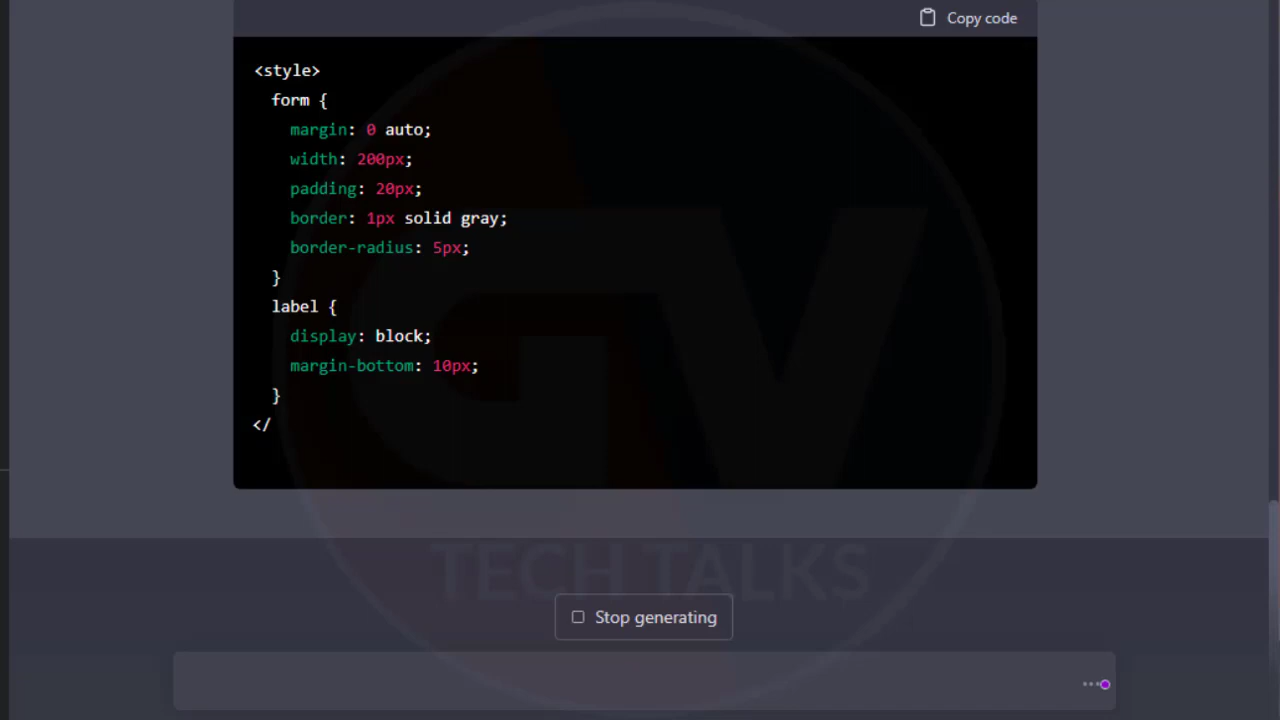 Copy code
<style>
form {
margin: 0 auto;
width: 200px;
padding: 20px;
border: 1px solid gray;
border-radius: 5px;
}
label {
display: block;
margin-bottom: 10px;
}
</
TECH TALKS
Stop generating